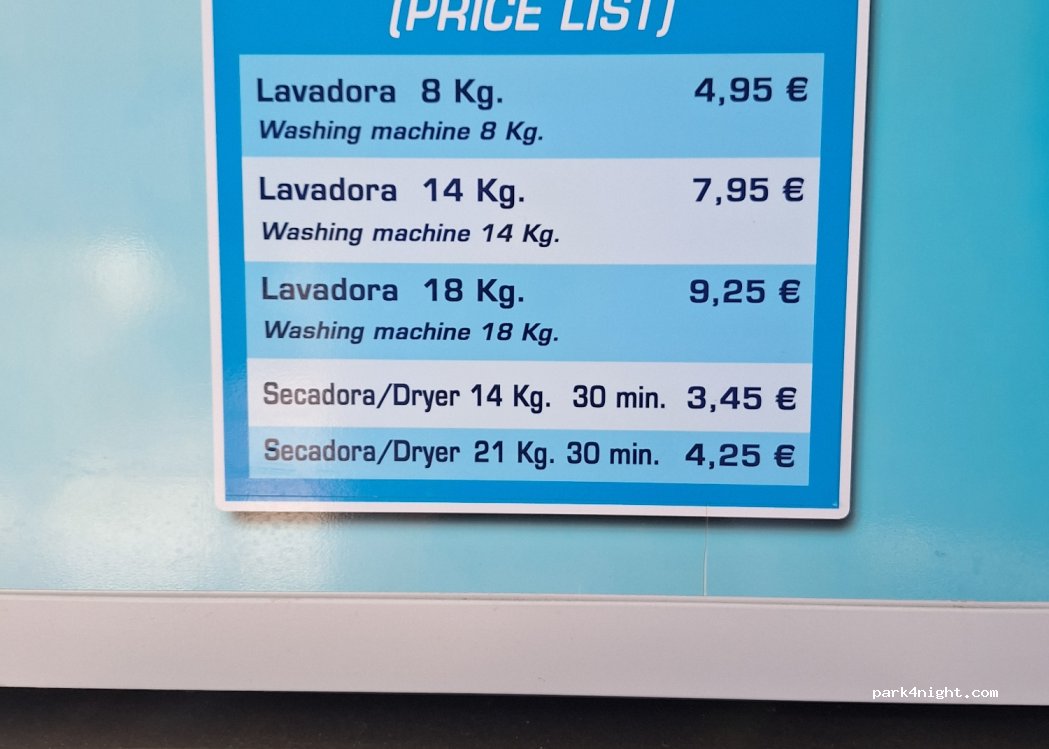 (PRICE LIST)
Lavadora 8 Kg. 4,95 €
Washing machine 8 Kg.
Lavadora 14 Kg. 7,95 €
Washing machine 14 Kg.
Lavadora 18 Kg. 9,25 €
Washing machine 18 Kg.
Secadora/Dryer 14 Kg. 30 min. 3,45 €
Secadora/Dryer 21 Kg. 30 min. 4,25 €
park4night.com